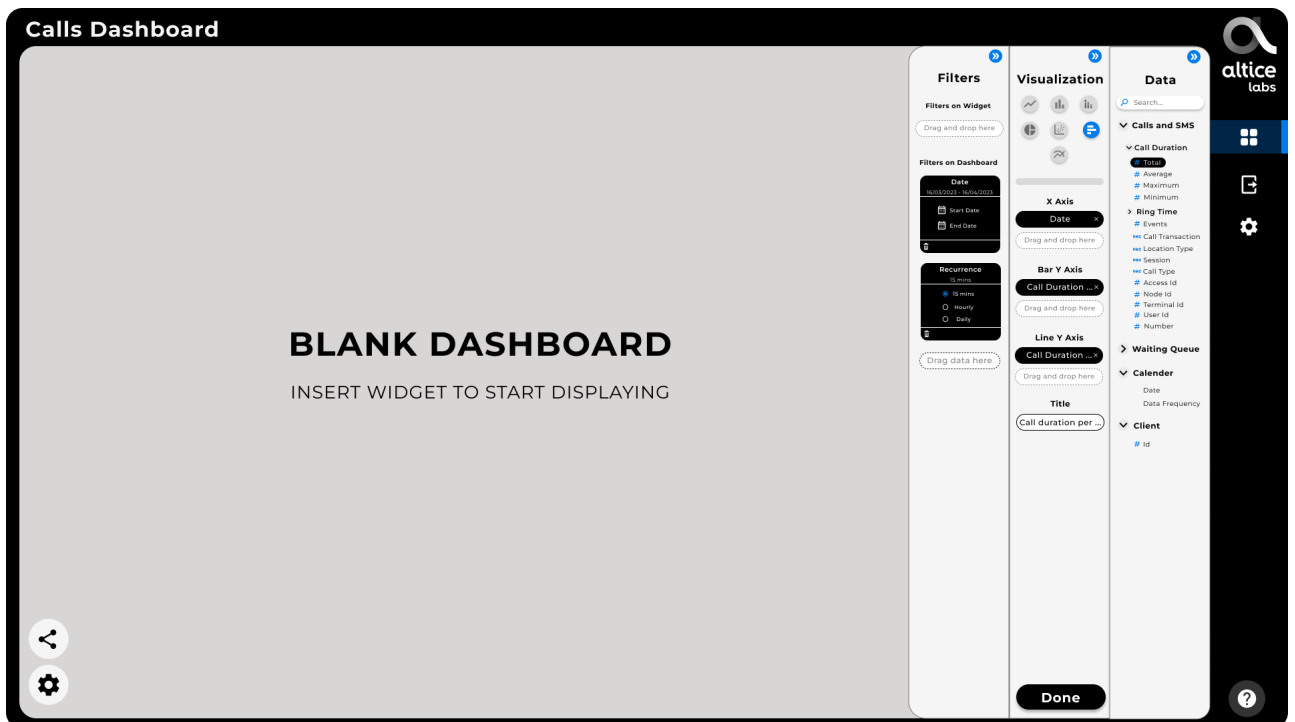 Calls Dashboard
altice
labs
BLANK DASHBOARD
INSERT WIDGET TO START DISPLAYING
Filters
Filters on Widget
Drag and drop here
Filters on Dashboard
Date
16/03/2023 - 16/04/2023
Start Date
End Date
Recurrence
15 mins
15 mins
Hourly
Daily
Drag data here
Visualization
X Axis
Date ×
Drag and drop here
Bar Y Axis
Call Duration ... ×
Drag and drop here
Line Y Axis
Call Duration ... ×
Drag and drop here
Title
Call duration per ...
Done
Data
Search...
Calls and SMS
Call Duration
# Total
# Average
# Maximum
# Minimum
Ring Time
# Events
Call Transaction
Location Type
Session
Call Type
# Access Id
# Node Id
# Terminal Id
# User Id
# Number
Waiting Queue
Calender
Date
Data Frequency
Client
# Id
?